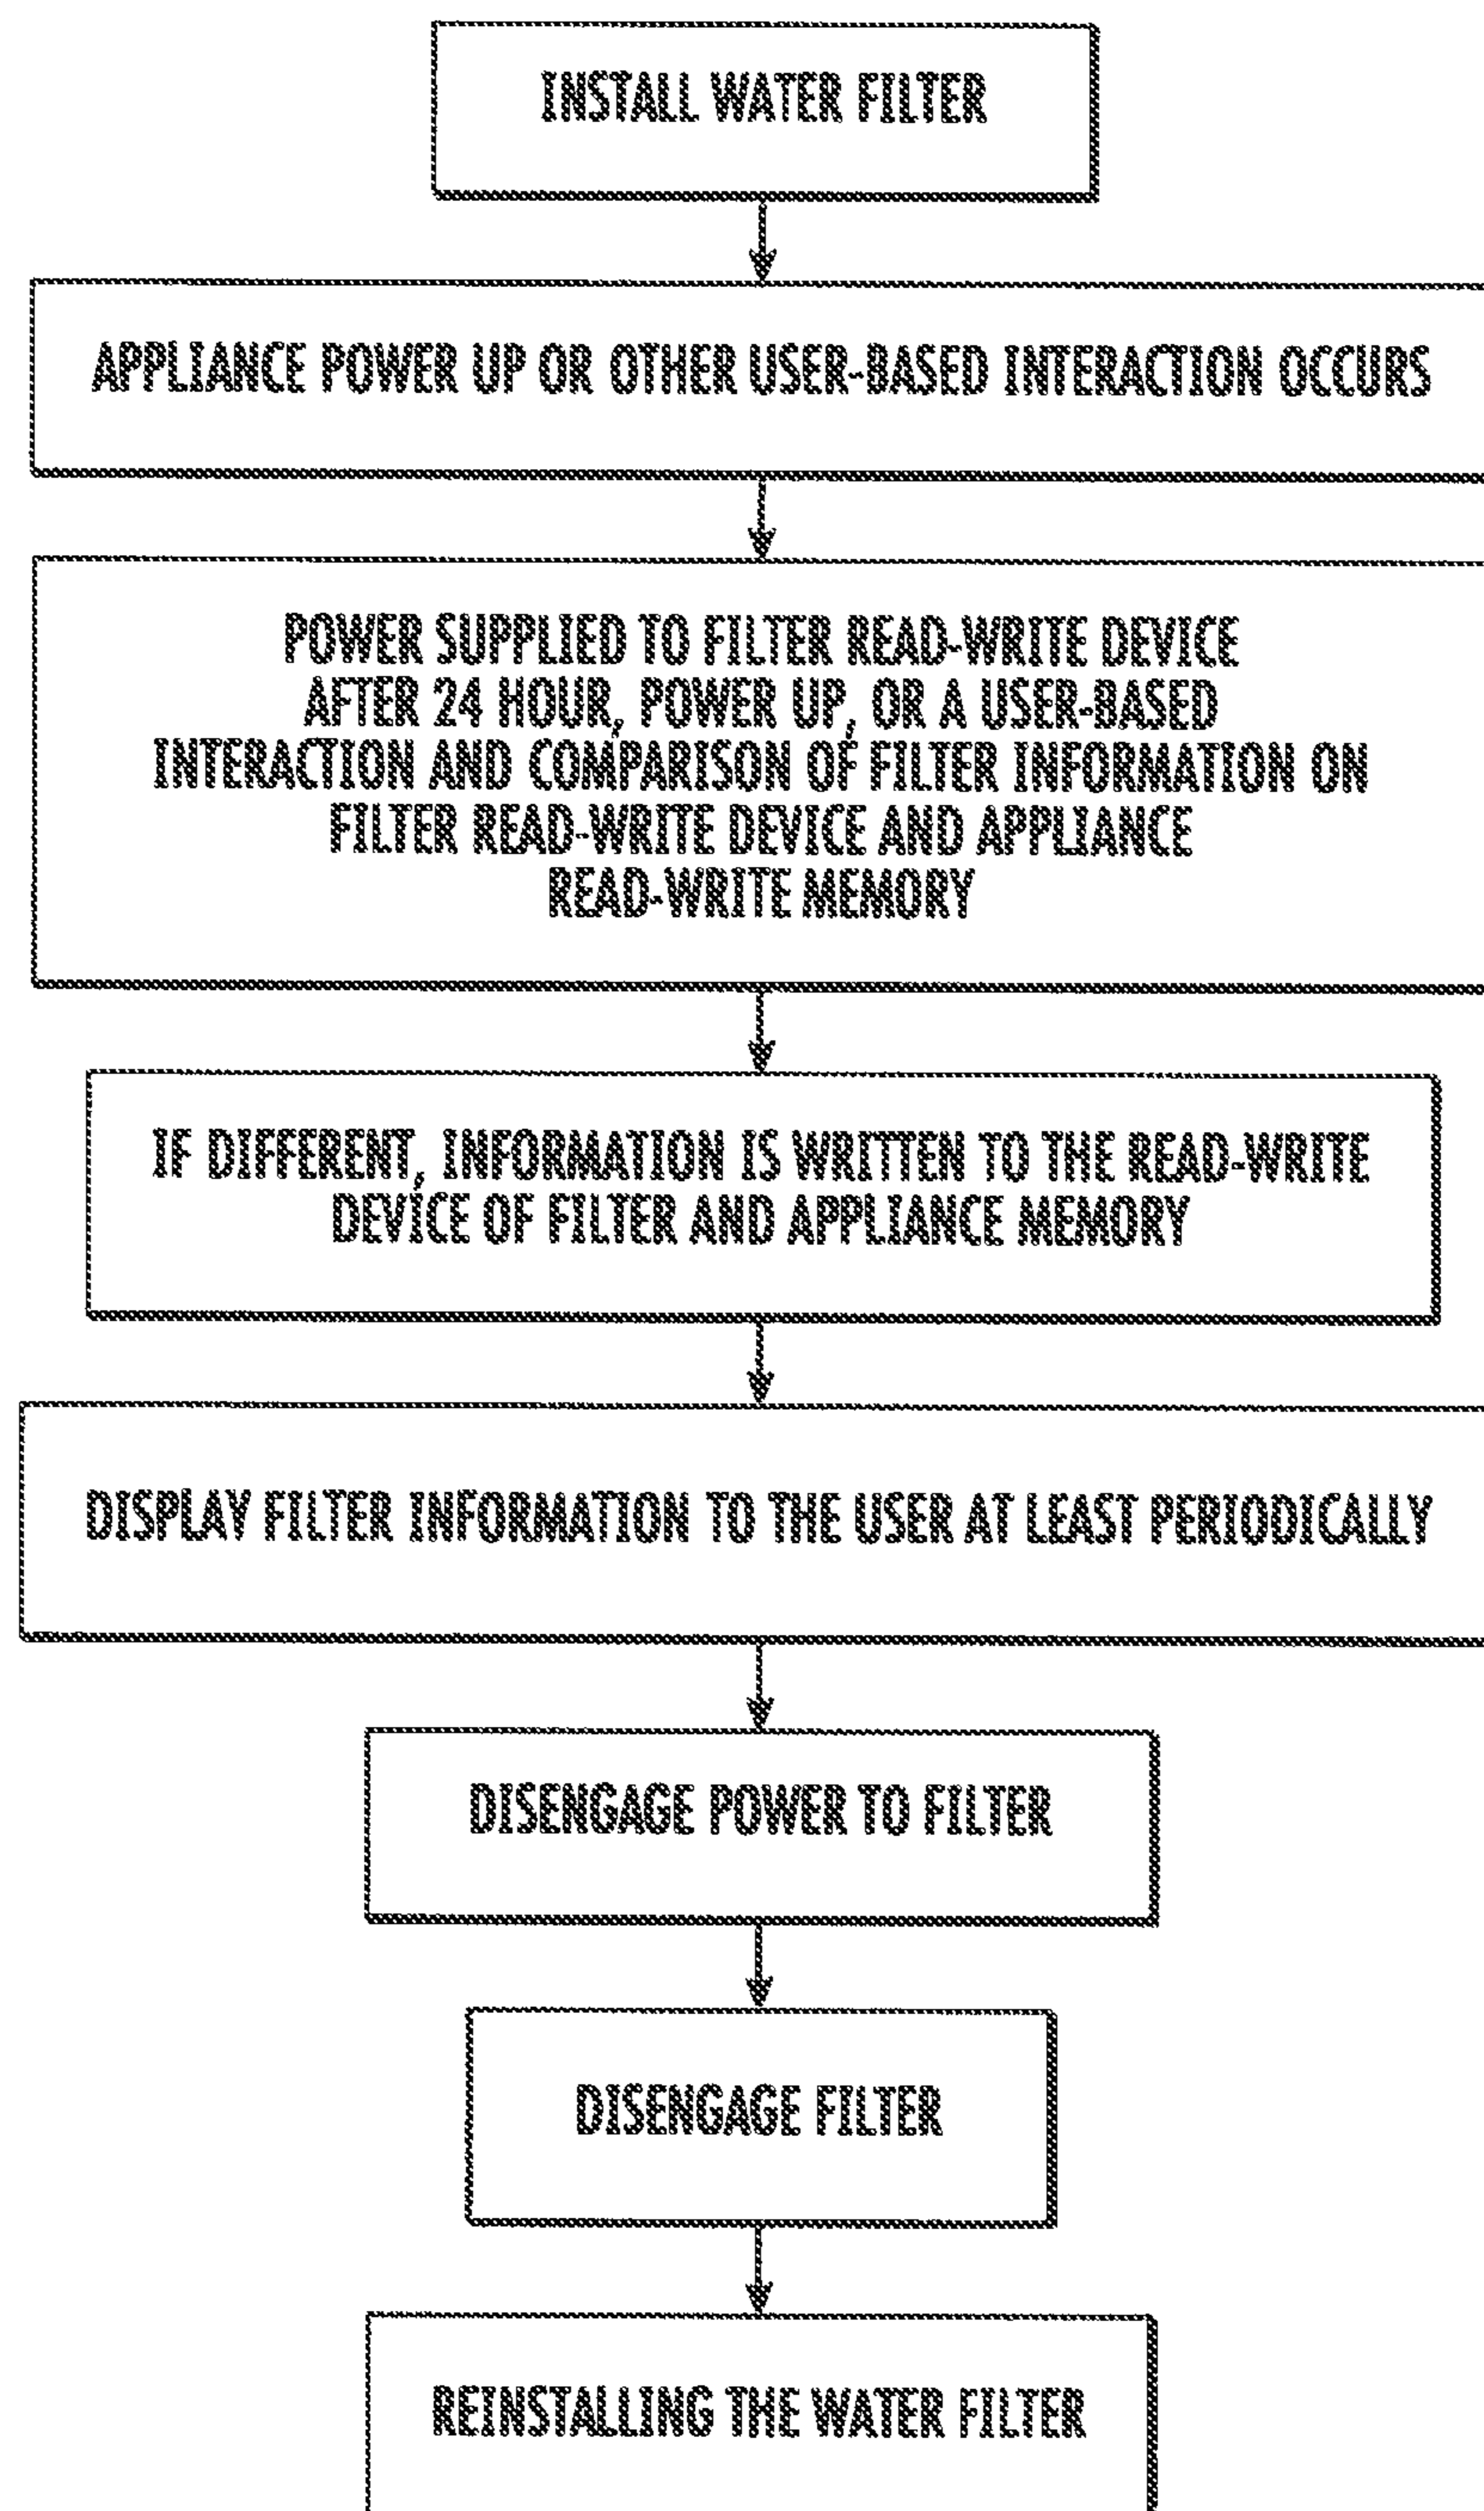 INSTALL WATER FILTER
APPLIANCE POWER UP OR OTHER USER-BASED INTERACTION OCCURS
POWER SUPPLIED TO FILTER READ-WRITE DEVICE
AFTER 24 HOUR, POWER UP, OR A USER-BASED
INTERACTION AND COMPARISON OF FILTER INFORMATION ON
FILTER READ-WRITE DEVICE AND APPLIANCE
READ-WRITE MEMORY
IF DIFFERENT, INFORMATION IS WRITTEN TO THE READ-WRITE
DEVICE OF FILTER AND APPLIANCE MEMORY
DISPLAY FILTER INFORMATION TO THE USER AT LEAST PERIODICALLY
DISENGAGE POWER TO FILTER
DISENGAGE FILTER
REINSTALLING THE WATER FILTER